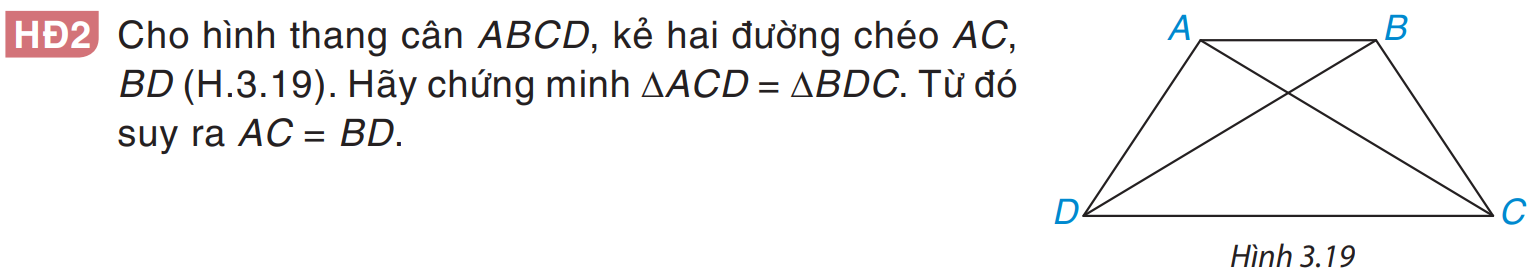 HĐ2 Cho hình thang cân ABCD, kẻ hai đường chéo AC,
BD (H.3.19). Hãy chứng minh ΔACD = ΔBDC. Từ đó
suy ra AC = BD.
A B
D C
Hình 3.19